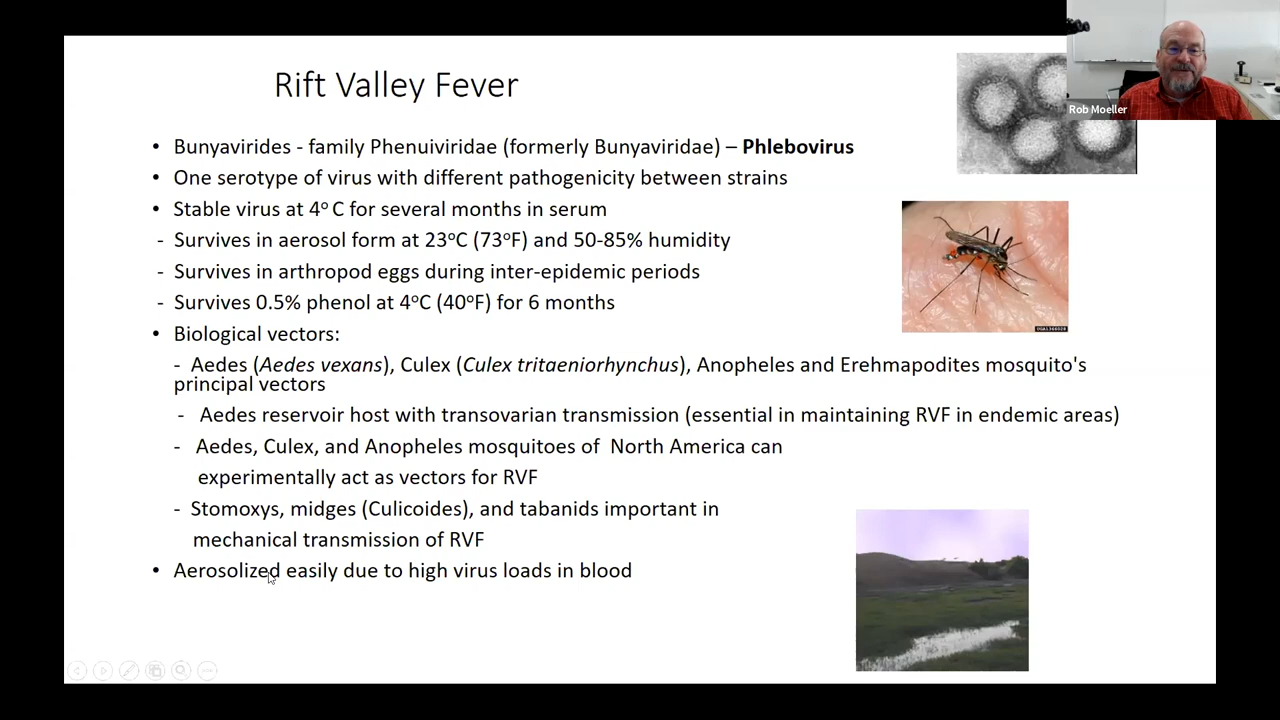 Rift Valley Fever
Rob Moeller
• Bunyavirides - family Phenuiviridae (formerly Bunyaviridae) – Phlebovirus
• One serotype of virus with different pathogenicity between strains
• Stable virus at 4º C for several months in serum
- Survives in aerosol form at 23ºC (73ºF) and 50-85% humidity
- Survives in arthropod eggs during inter-epidemic periods
- Survives 0.5% phenol at 4ºC (40ºF) for 6 months
• Biological vectors:
- Aedes (Aedes vexans), Culex (Culex tritaeniorhynchus), Anopheles and Erehmapodites mosquito's
principal vectors
- Aedes reservoir host with transovarian transmission (essential in maintaining RVF in endemic areas)
- Aedes, Culex, and Anopheles mosquitoes of North America can
experimentally act as vectors for RVF
- Stomoxys, midges (Culicoides), and tabanids important in
mechanical transmission of RVF
• Aerosolized easily due to high virus loads in blood